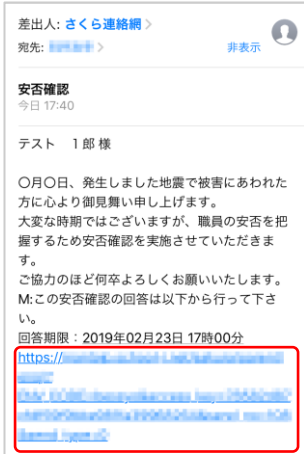 差出人: さくら連絡網 >
宛先:
非表示
安否確認
今日 17:40
テスト 1郎 様
〇月〇日、発生しました地震で被害にあわれた
方に心より御見舞い申し上げます。
大変な時期ではございますが、職員の安否を把
握するため安否確認を実施させていただきま
す。
ご協力のほど何卒よろしくお願いいたします。
M:この安否確認の回答は以下から行って下さ
い。
回答期限：2019年02月23日 17時00分
https://